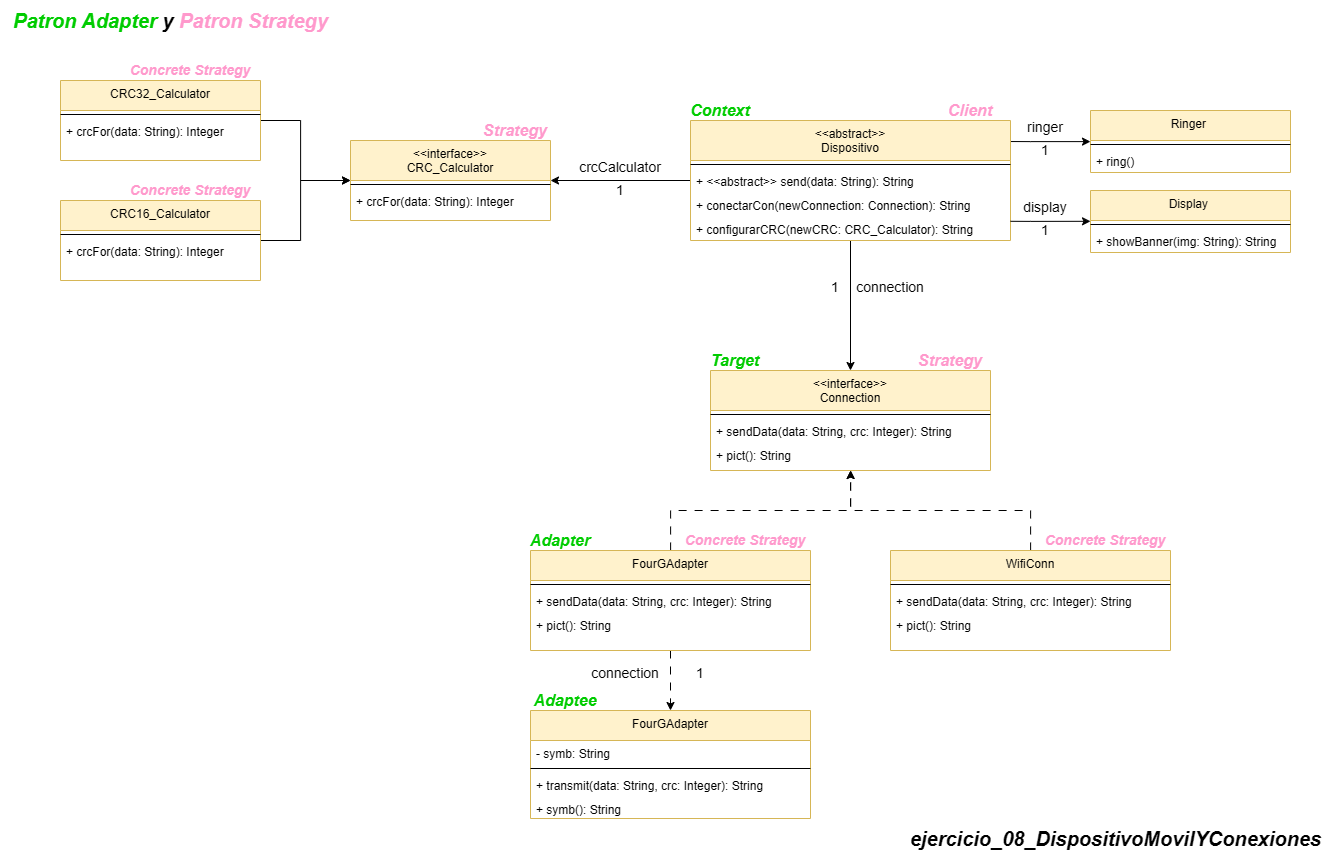 Patron Adapter y Patron Strategy
Concrete Strategy
CRC32_Calculator
+ crcFor(data: String): Integer
Concrete Strategy
CRC16_Calculator
+ crcFor(data: String): Integer
Strategy
<<interface>>
CRC_Calculator
+ crcFor(data: String): Integer
crcCalculator
1
Context
Client
<<abstract>>
Dispositivo
+ <<abstract>> send(data: String): String
+ conectarCon(newConnection: Connection): String
+ configurarCRC(newCRC: CRC_Calculator): String
ringer
1
Ringer
+ ring()
display
1
Display
+ showBanner(img: String): String
1
connection
Target
Strategy
<<interface>>
Connection
+ sendData(data: String, crc: Integer): String
+ pict(): String
Adapter
Concrete Strategy
FourGAdapter
+ sendData(data: String, crc: Integer): String
+ pict(): String
Concrete Strategy
WifiConn
+ sendData(data: String, crc: Integer): String
+ pict(): String
connection
1
Adaptee
FourGAdapter
- symb: String
+ transmit(data: String, crc: Integer): String
+ symb(): String
ejercicio_08_DispositivoMovilYConexiones